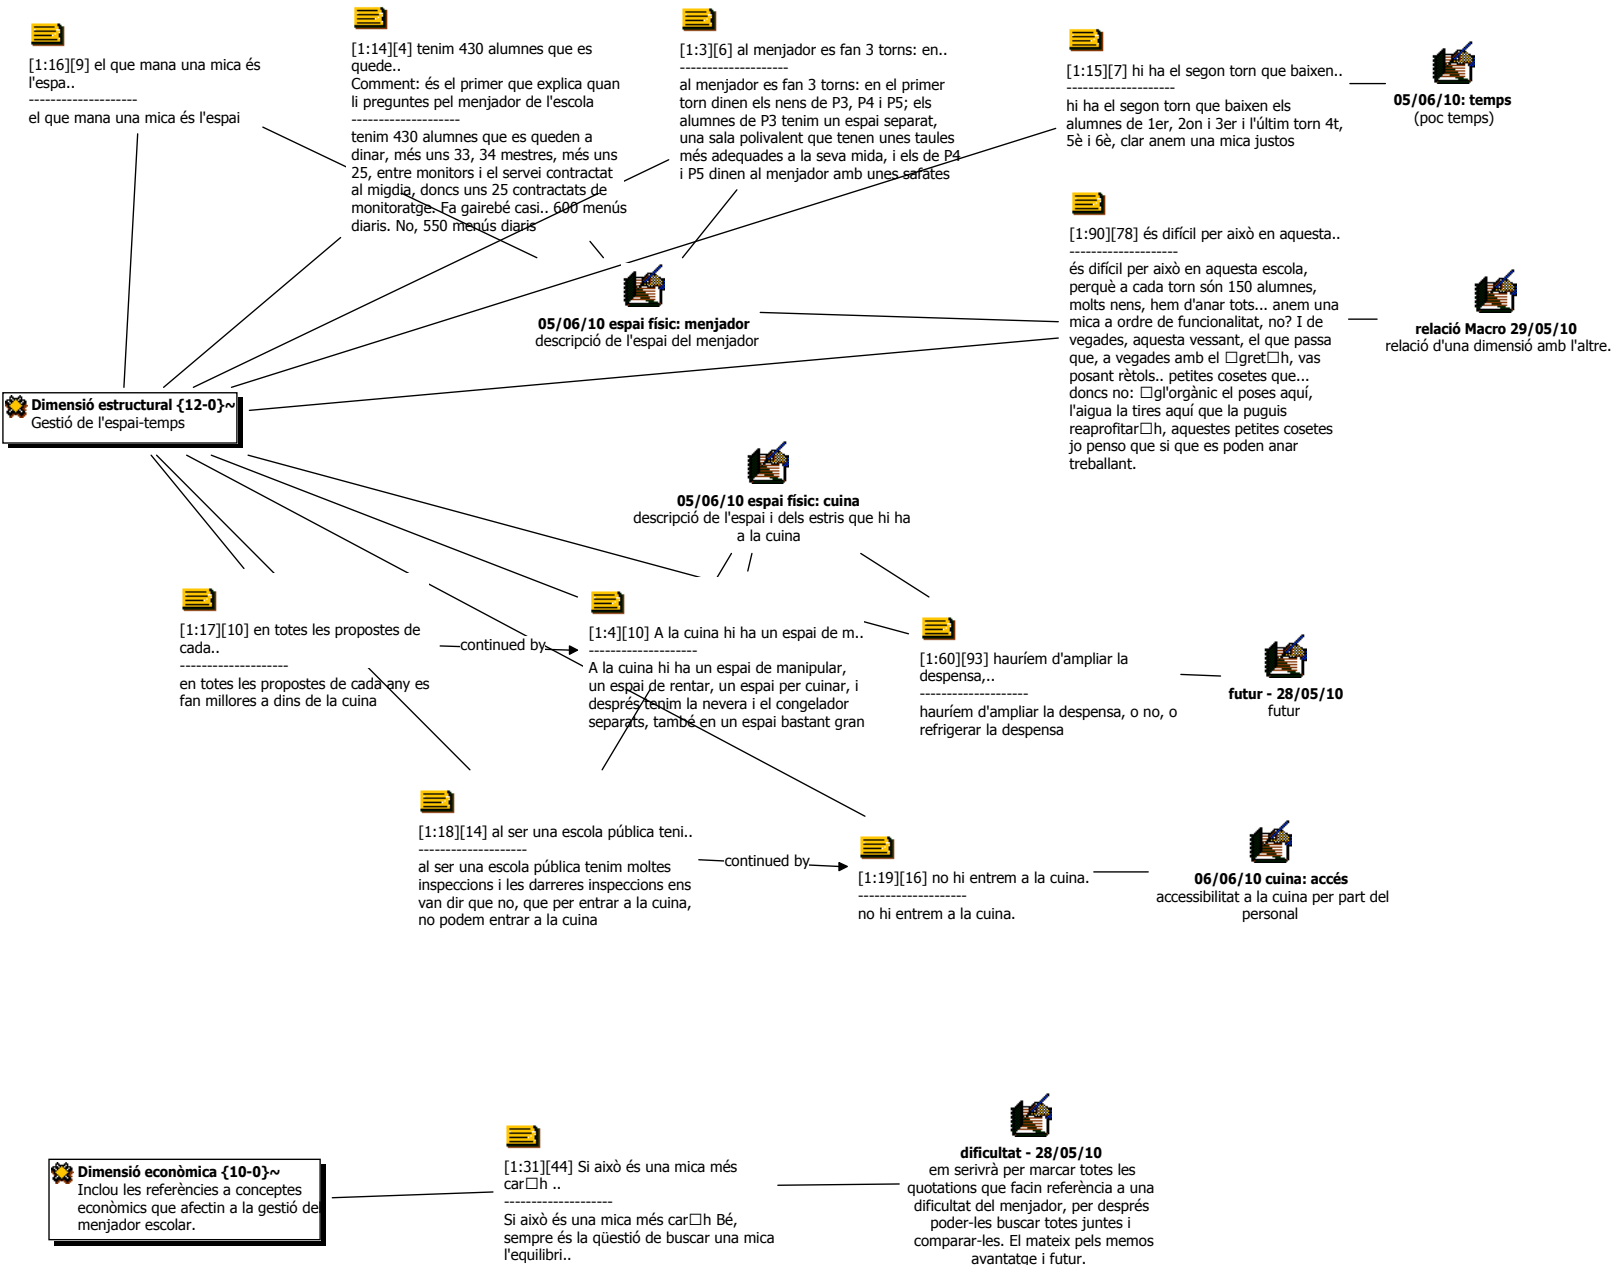 [1:16][9] el que mana una mica és
l'espa..
--------------------
el que mana una mica és l'espai
[1:14][4] tenim 430 alumnes que es
quede..
Comment: és el primer que explica quan
li preguntes pel menjador de l'escola
--------------------
tenim 430 alumnes que es queden a
dinar, més uns 33, 34 mestres, més uns
25, entre monitors i el servei contractat
al migdia, doncs uns 25 contractats de
monitoratge. Fa gairebé casi.. 600 menús
diaris. No, 550 menús diaris
[1:3][6] al menjador es fan 3 torns: en..
--------------------
al menjador es fan 3 torns: en el primer
torn dinen els nens de P3, P4 i P5; els
alumnes de P3 tenim un espai separat,
una sala polivalent que tenen unes taules
més adequades a la seva mida, i els de P4
i P5 dinen al menjador amb unes safates
[1:15][7] hi ha el segon torn que baixen..
--------------------
hi ha el segon torn que baixen els
alumnes de 1er, 2on i 3er i l'últim torn 4t,
5è i 6è, clar anem una mica justos
05/06/10: temps
(poc temps)
[1:90][78] és difícil per això en aquesta..
--------------------
és difícil per això en aquesta escola,
perquè a cada torn són 150 alumnes,
molts nens, hem d'anar tots... anem una
mica a ordre de funcionalitat, no? I de
vegades, aquesta vessant, el que passa
que, a vegades amb el □gret□h, vas
posant rètols.. petites cosetes que...
doncs no: □gl'orgànic el poses aquí,
l'aigua la tires aquí que la puguis
reaprofitar□h, aquestes petites cosetes
jo penso que si que es poden anar
treballant.
05/06/10 espai físic: menjador
descripció de l'espai del menjador
relació Macro 29/05/10
relació d'una dimensió amb l'altre.
Dimensió estructural {12-0}~
Gestió de l'espai-temps
05/06/10 espai físic: cuina
descripció de l'espai i dels estris que hi ha
a la cuina
[1:17][10] en totes les propostes de
cada..
--------------------
en totes les propostes de cada any es
fan millores a dins de la cuina
continued by
[1:4][10] A la cuina hi ha un espai de m..
--------------------
A la cuina hi ha un espai de manipular,
un espai de rentar, un espai per cuinar, i
després tenim la nevera i el congelador
separats, també en un espai bastant gran
[1:60][93] hauríem d'ampliar la
despensa,..
--------------------
hauríem d'ampliar la despensa, o no, o
refrigerar la despensa
futur - 28/05/10
futur
[1:18][14] al ser una escola pública teni..
--------------------
al ser una escola pública tenim moltes
inspeccions i les darreres inspeccions ens
van dir que no, que per entrar a la cuina,
no podem entrar a la cuina
continued by
[1:19][16] no hi entrem a la cuina.
--------------------
no hi entrem a la cuina.
06/06/10 cuina: accés
accessibilitat a la cuina per part del
personal
Dimensió econòmica {10-0}~
Inclou les referències a conceptes
econòmics que afectin a la gestió del
menjador escolar.
[1:31][44] Si això és una mica més
car□h ..
--------------------
Si això és una mica més car□h Bé,
sempre és la qüestió de buscar una mica
l'equilibri..
dificultat - 28/05/10
em serivrà per marcar totes les
quotations que facin referència a una
dificultat del menjador, per després
poder-les buscar totes juntes i
comparar-les. El mateix pels memos
avantatge i futur.